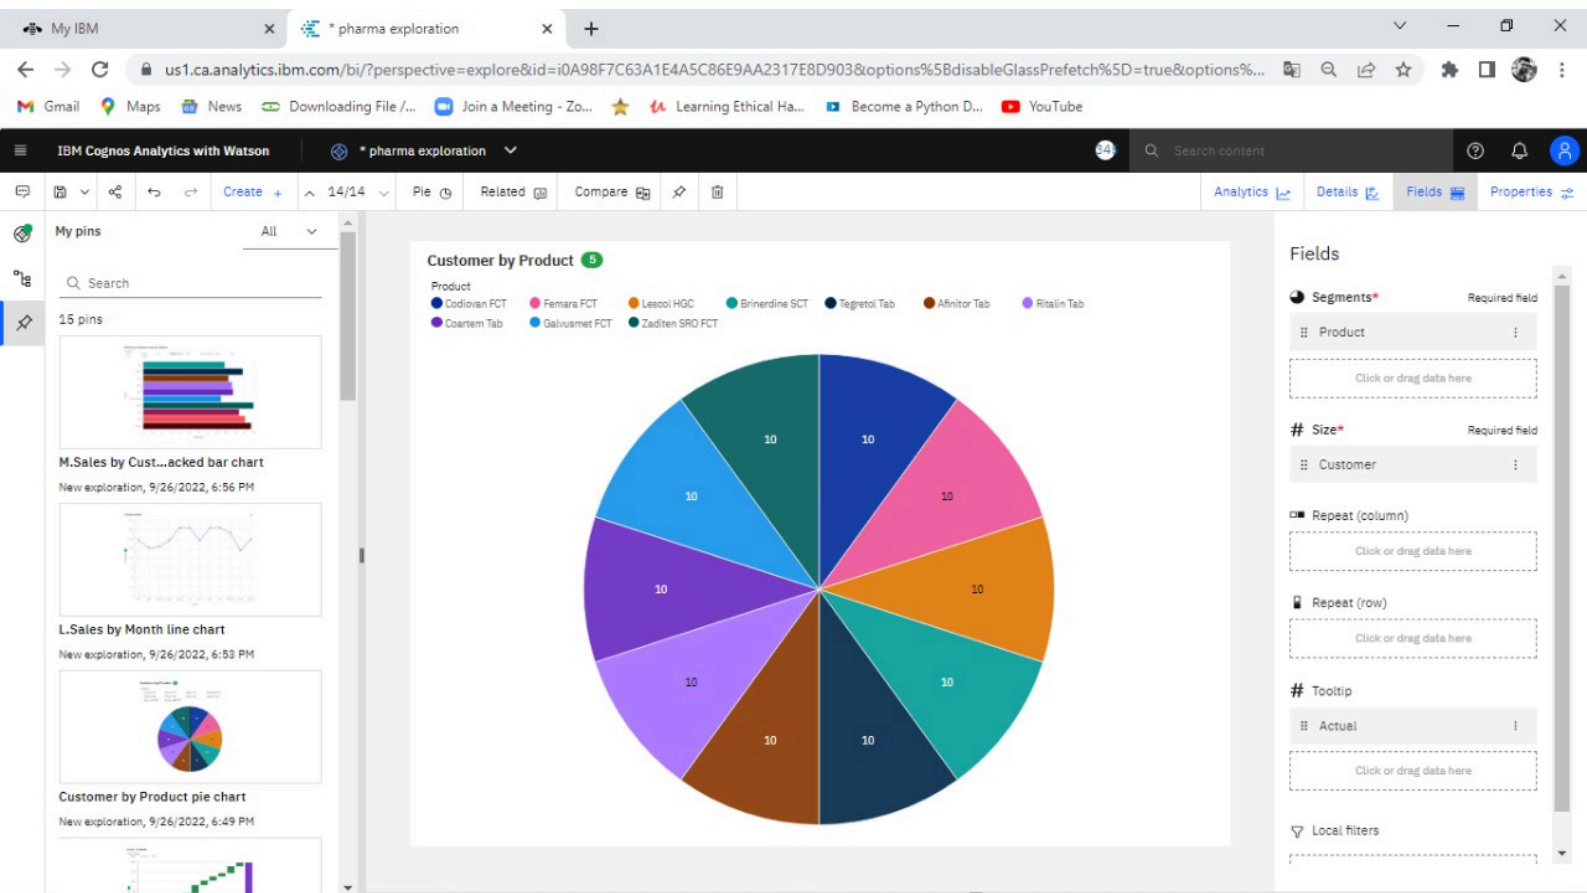 My IBM
* pharma exploration
us1.ca.analytics.ibm.com/bi/?perspective=explore&id=i0A98F7C63A1E4A5C86E9AA2317E8D903&options%5BdisableGlassPrefetch%5D=true&options%...
Gmail Maps News Downloading File /... Join a Meeting - Zo... Learning Ethical Ha... Become a Python D... YouTube
IBM Cognos Analytics with Watson * pharma exploration Search content
Create + 14/14 Pie Related Compare Analytics Details Fields Properties
My pins All
Search
15 pins
M.Sales by Cust...acked bar chart
New exploration, 9/26/2022, 6:56 PM
L.Sales by Month line chart
New exploration, 9/26/2022, 6:53 PM
Customer by Product pie chart
New exploration, 9/26/2022, 6:49 PM
Customer by Product 5
Product
Codiovan FCT Femara FCT Lescol HGC Brinerdine SCT Tegretol Tab Afinitor Tab Ritalin Tab
Coartem Tab Galvusmet FCT Zaditen SRO FCT
10 10
10 10
10 10
10 10
10 10
Fields
Segments* Required field
Product
Click or drag data here
# Size* Required field
Customer
Repeat (column)
Click or drag data here
Repeat (row)
Click or drag data here
# Tooltip
Actual
Click or drag data here
Local filters